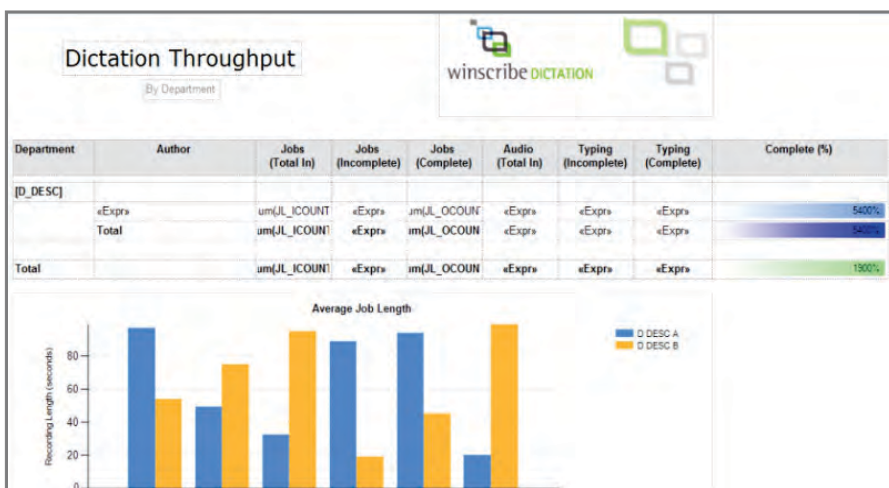 Dictation Throughput
By Department
winscribe DICTATION
Department Author Jobs (Total In) Jobs (Incomplete) Jobs (Complete) Audio (Total In) Typing (Incomplete) Typing (Complete) Complete (%)
[D_DESC]
«Expr» um(JL_ICOUNT «Expr» um(JL_OCOUNT «Expr» «Expr» «Expr» 5400%
Total um(JL_ICOUNT «Expr» um(JL_OCOUN «Expr» «Expr» «Expr» 5400%
Total um(JL_ICOUNT «Expr» um(JL_OCOUN «Expr» «Expr» «Expr» 1900%
Average Job Length
D DESC A
D DESC B
Recording Length (seconds)
80
60
40
20
0